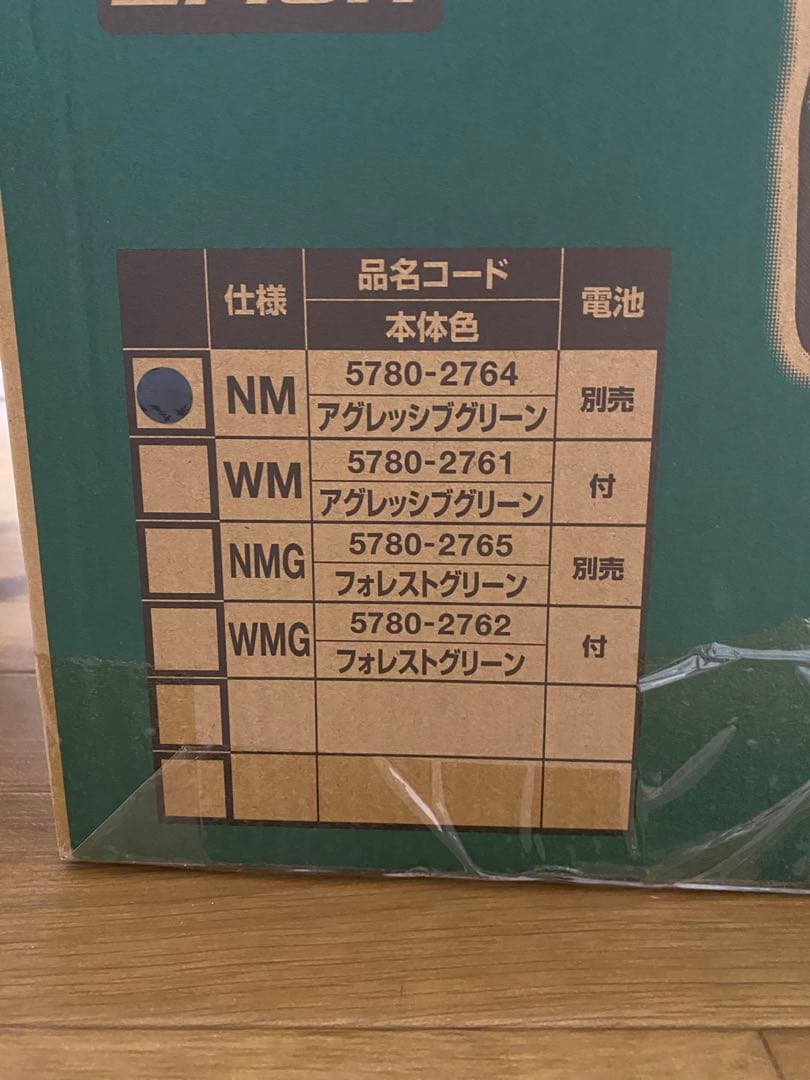 仕様 品名コード 電池
本体色
NM 5780-2764 別売
アグレッシブグリーン
WM 5780-2761 付
アグレッシブグリーン
NMG 5780-2765 別売
フォレストグリーン
WMG 5780-2762 付
フォレストグリーン